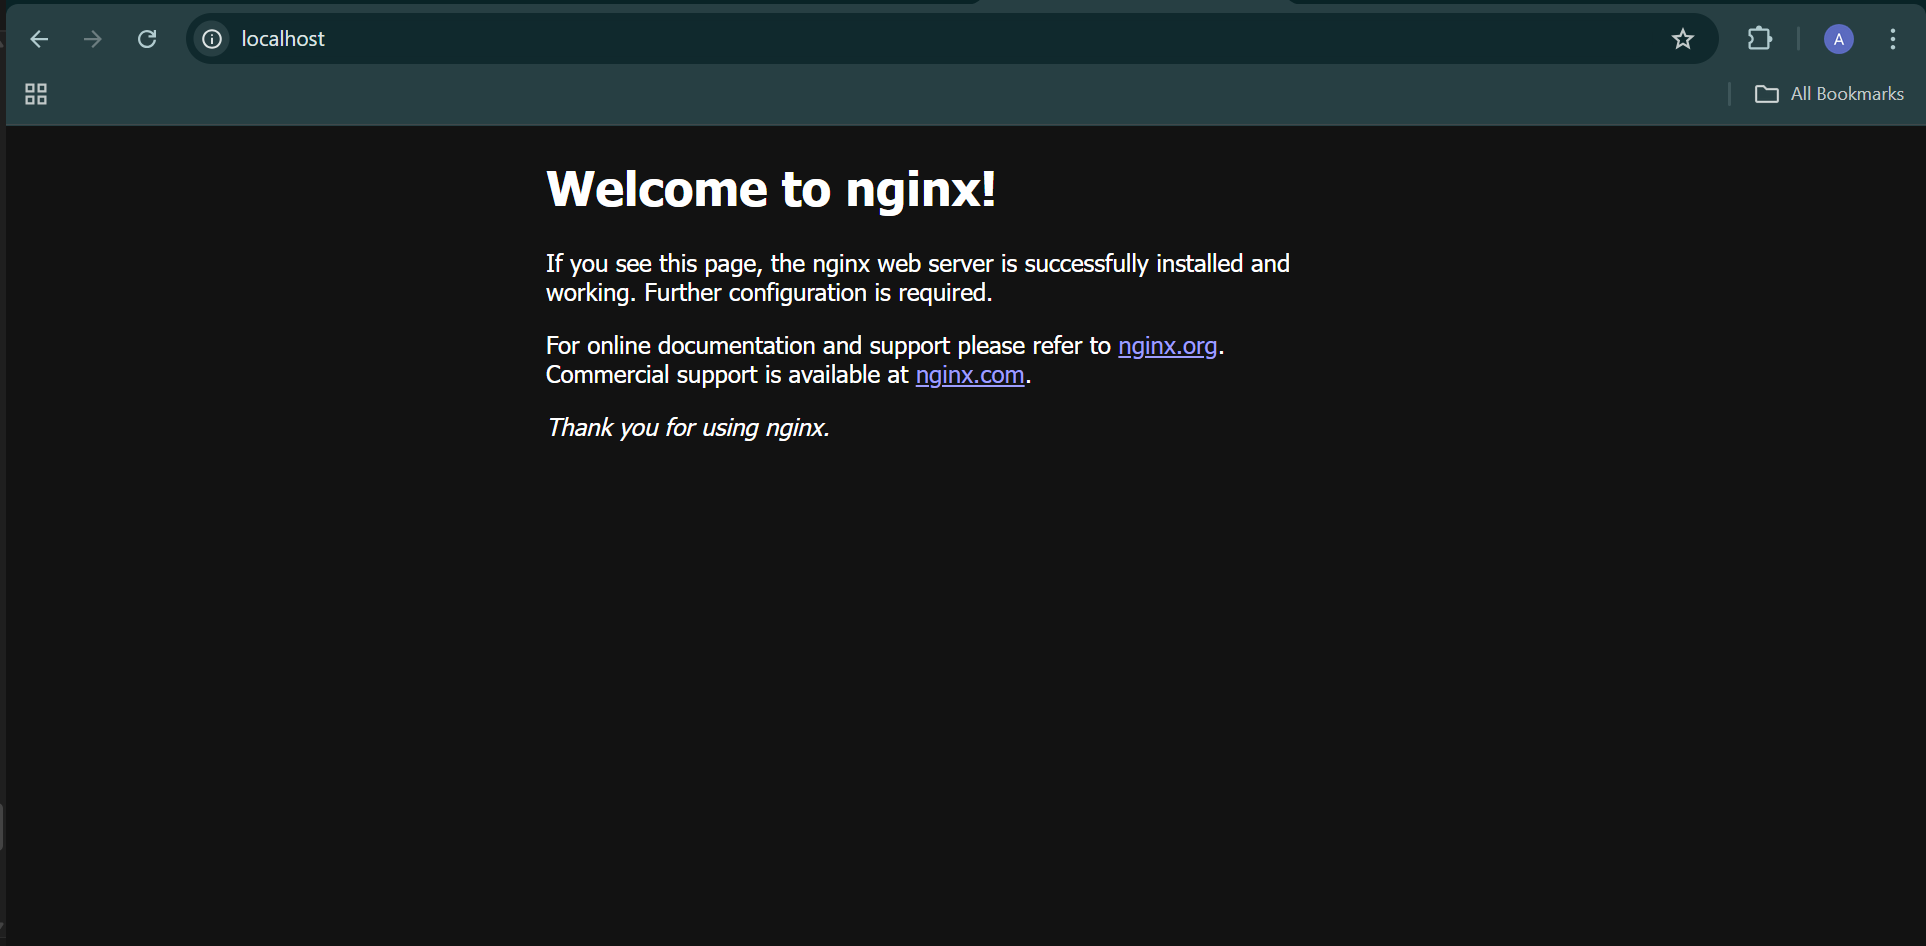 localhost
A
All Bookmarks
Welcome to nginx!
If you see this page, the nginx web server is successfully installed and
working. Further configuration is required.
For online documentation and support please refer to nginx.org.
Commercial support is available at nginx.com.
Thank you for using nginx.